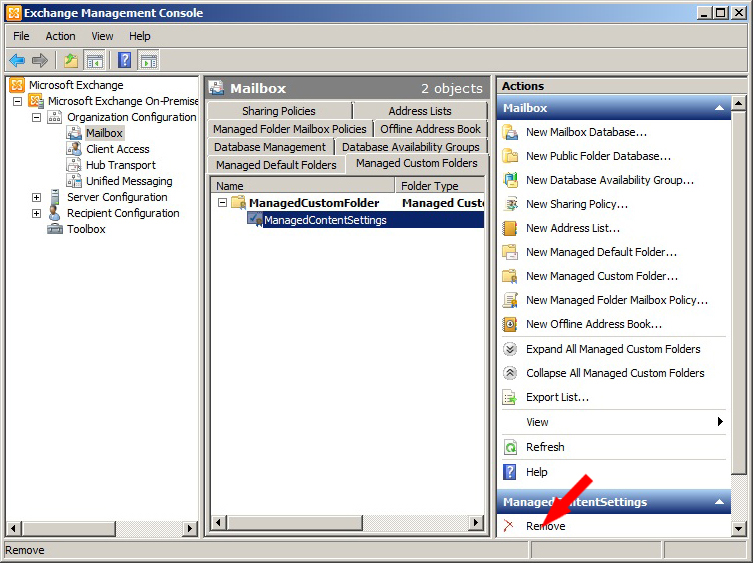 Exchange Management Console
File Action View Help
Microsoft Exchange
Microsoft Exchange On-Premise
Organization Configuration
Mailbox
Client Access
Hub Transport
Unified Messaging
Server Configuration
Recipient Configuration
Toolbox
Mailbox 2 objects
Sharing Policies Address Lists
Managed Folder Mailbox Policies Offline Address Book
Database Management Database Availability Groups
Managed Default Folders Managed Custom Folders
Name Folder Type
ManagedCustomFolder Managed Custo
ManagedContentSettings
Actions
Mailbox
New Mailbox Database...
New Public Folder Database...
New Database Availability Group...
New Sharing Policy...
New Address List...
New Managed Default Folder...
New Managed Custom Folder...
New Managed Folder Mailbox Policy...
New Offline Address Book...
Expand All Managed Custom Folders
Collapse All Managed Custom Folders
Export List...
View
Refresh
Help
ManagedContentSettings
Remove
Remove